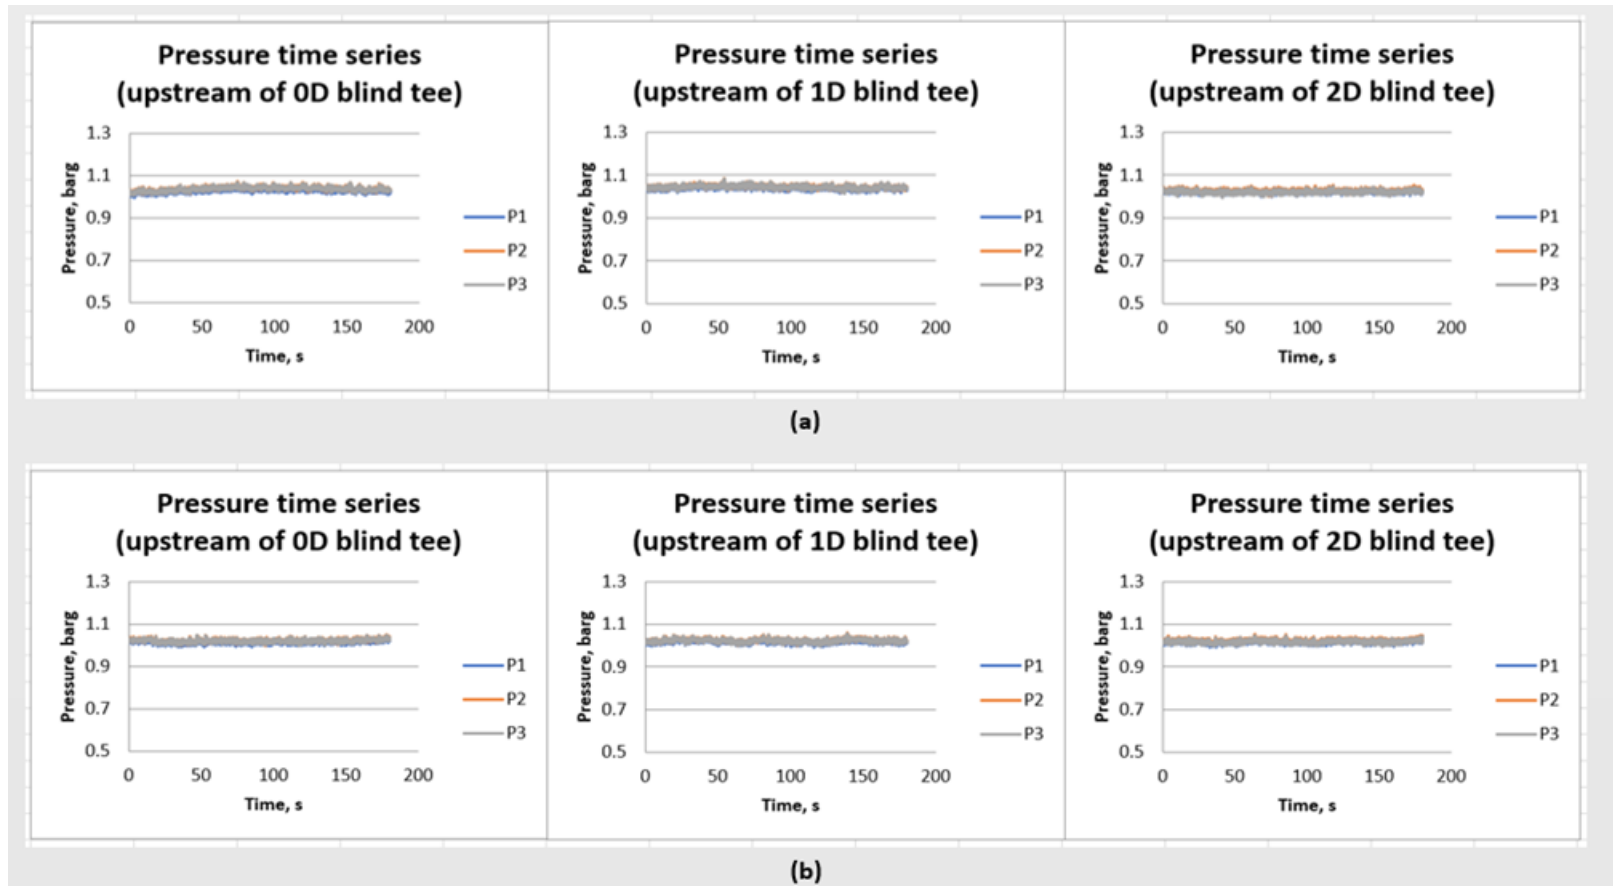 Pressure time series
(upstream of 0D blind tee)
1.3
1.1
0.9
0.7
0.5
Pressure, barg
0 50 100 150 200
Time, s
P1
P2
P3
Pressure time series
(upstream of 1D blind tee)
1.3
1.1
0.9
0.7
0.5
Pressure, barg
0 50 100 150 200
Time, s
P1
P2
P3
Pressure time series
(upstream of 2D blind tee)
1.3
1.1
0.9
0.7
0.5
Pressure, barg
0 50 100 150 200
Time, s
P1
P2
P3
(a)
Pressure time series
(upstream of 0D blind tee)
1.3
1.1
0.9
0.7
0.5
Pressure, barg
0 50 100 150 200
Time, s
P1
P2
P3
Pressure time series
(upstream of 1D blind tee)
1.3
1.1
0.9
0.7
0.5
Pressure, barg
0 50 100 150 200
Time, s
P1
P2
P3
Pressure time series
(upstream of 2D blind tee)
1.3
1.1
0.9
0.7
0.5
Pressure, barg
0 50 100 150 200
Time, s
P1
P2
P3
(b)